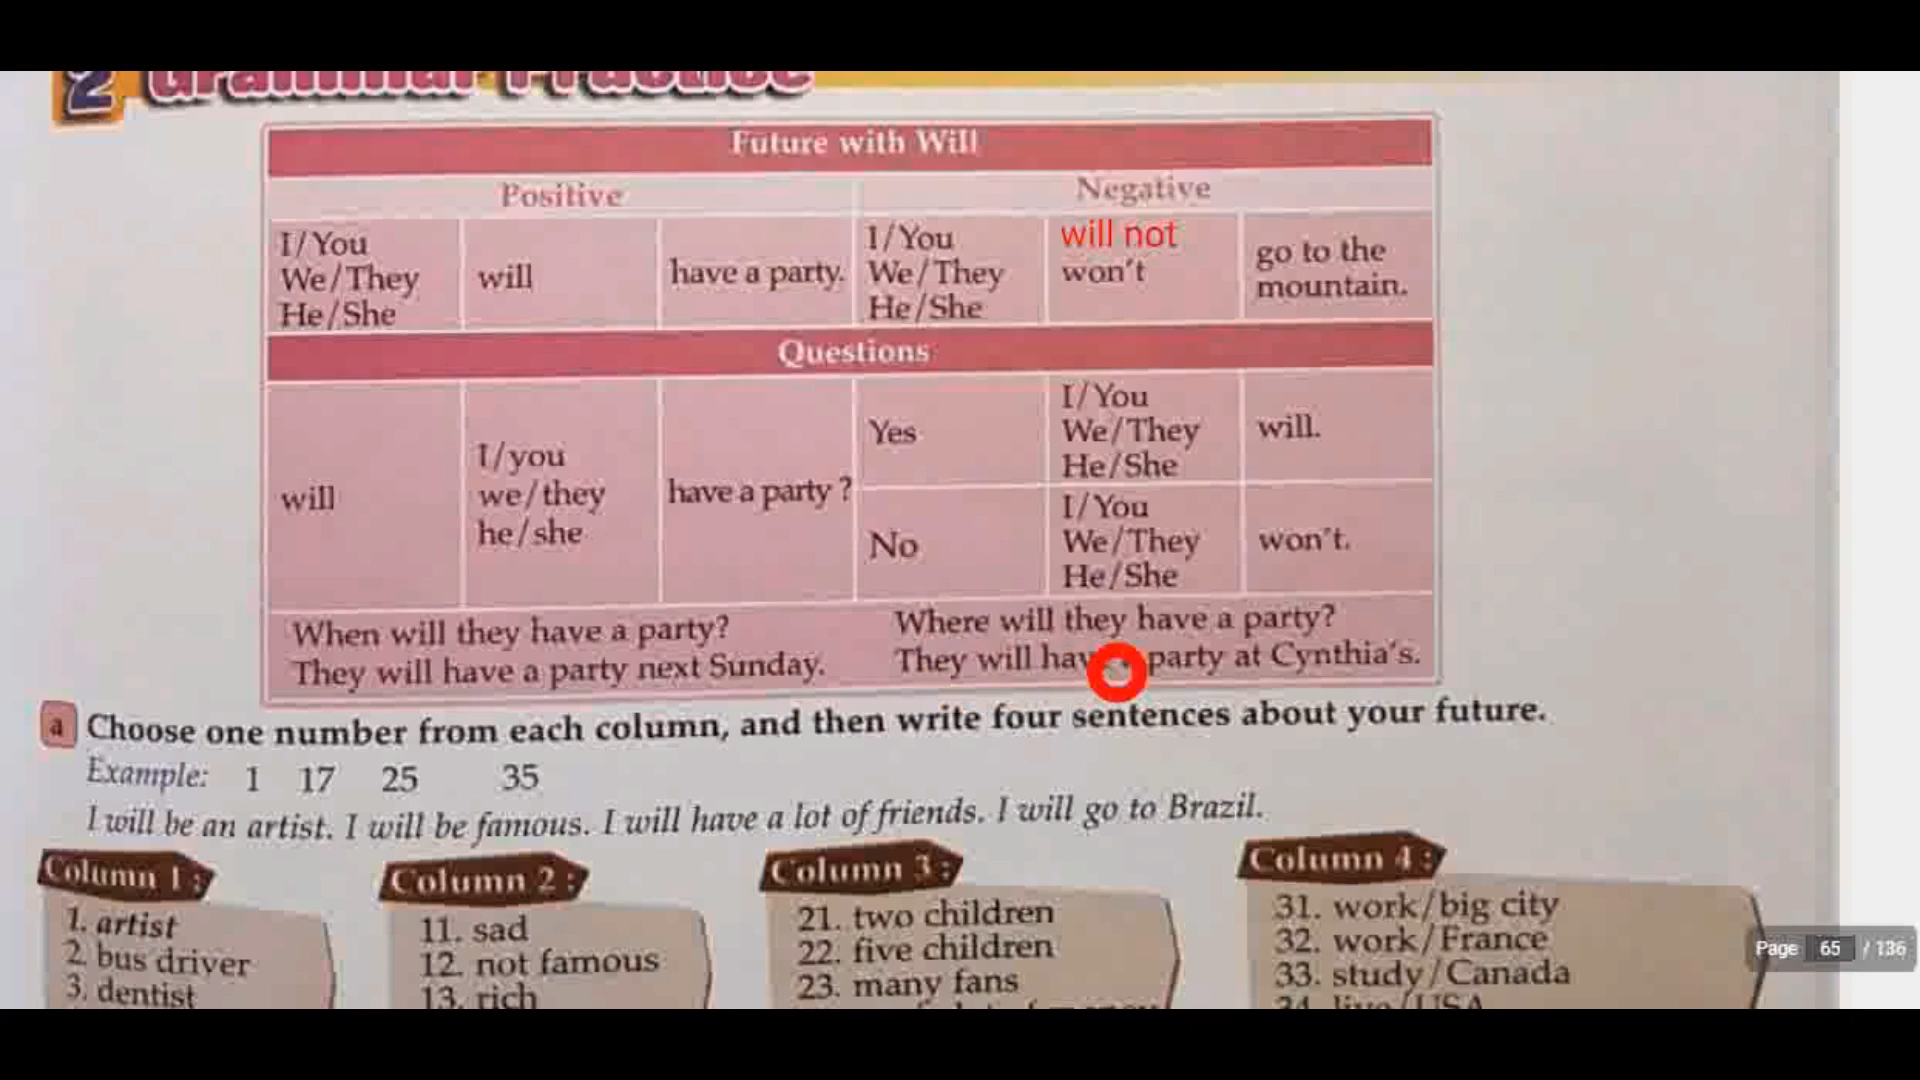 2 Grammar Practice
Future with Will
Positive
Negative
I/You
We/They
He/She
will
have a party.
I/You
We/They
He/She
will not
won't
go to the
mountain.
Questions
will
I/you
we/they
he/she
have a party ?
Yes
I/You
We/They
He/She
will.
No
I/You
We/They
He/She
won't.
When will they have a party?
They will have a party next Sunday.
Where will they have a party?
They will have party at Cynthia's.
a Choose one number from each column, and then write four sentences about your future.
Example: 1 17 25 35
I will be an artist. I will be famous. I will have a lot of friends. I will go to Brazil.
Column 1 :
1. artist
2. bus driver
3. dentist
Column 2 :
11. sad
12. not famous
13. rich
Column 3 :
21. two children
22. five children
23. many fans
Column 4 :
31. work/big city
32. work/France
33. study/Canada
34. live/USA
Page 65 / 136